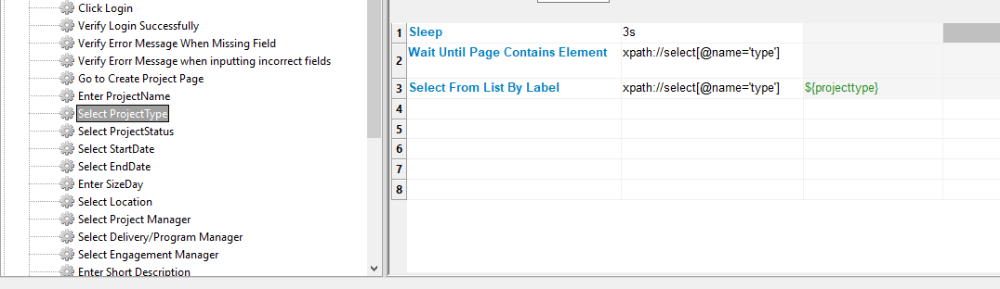 Click Login
Verify Login Successfully
Verify Error Message When Missing Field
Verify Erorr Message when inputting incorrect fields
Go to Create Project Page
Enter ProjectName
Select ProjectType
Select ProjectStatus
Select StartDate
Select EndDate
Enter SizeDay
Select Location
Select Project Manager
Select Delivery/Program Manager
Select Engagement Manager
Enter Short Description
1 Sleep 3s
2 Wait Until Page Contains Element xpath://select[@name='type']
3 Select From List By Label xpath://select[@name='type'] ${projecttype}
4
5
6
7
8